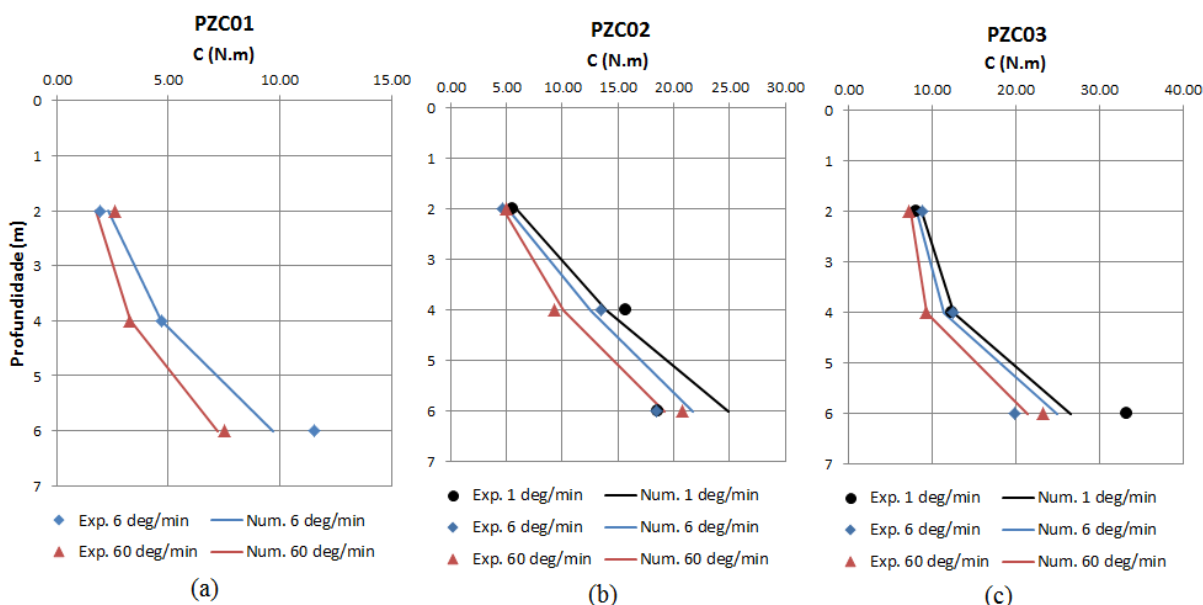 PZC01
C (N.m)
0.00 5.00 10.00 15.00
0
1
2
3
4
5
6
7
Profundidade (m)
Exp. 6 deg/min Num. 6 deg/min
Exp. 60 deg/min Num. 60 deg/min
(a)
PZC02
C (N.m)
0.00 5.00 10.00 15.00 20.00 25.00 30.00
0
1
2
3
4
5
6
7
Exp. 1 deg/min Num. 1 deg/min
Exp. 6 deg/min Num. 6 deg/min
Exp. 60 deg/min Num. 60 deg/min
(b)
PZC03
C (N.m)
0.00 10.00 20.00 30.00 40.00
0
1
2
3
4
5
6
7
Exp. 1 deg/min Num. 1 deg/min
Exp. 6 deg/min Num. 6 deg/min
Exp. 60 deg/min Num. 60 deg/min
(c)